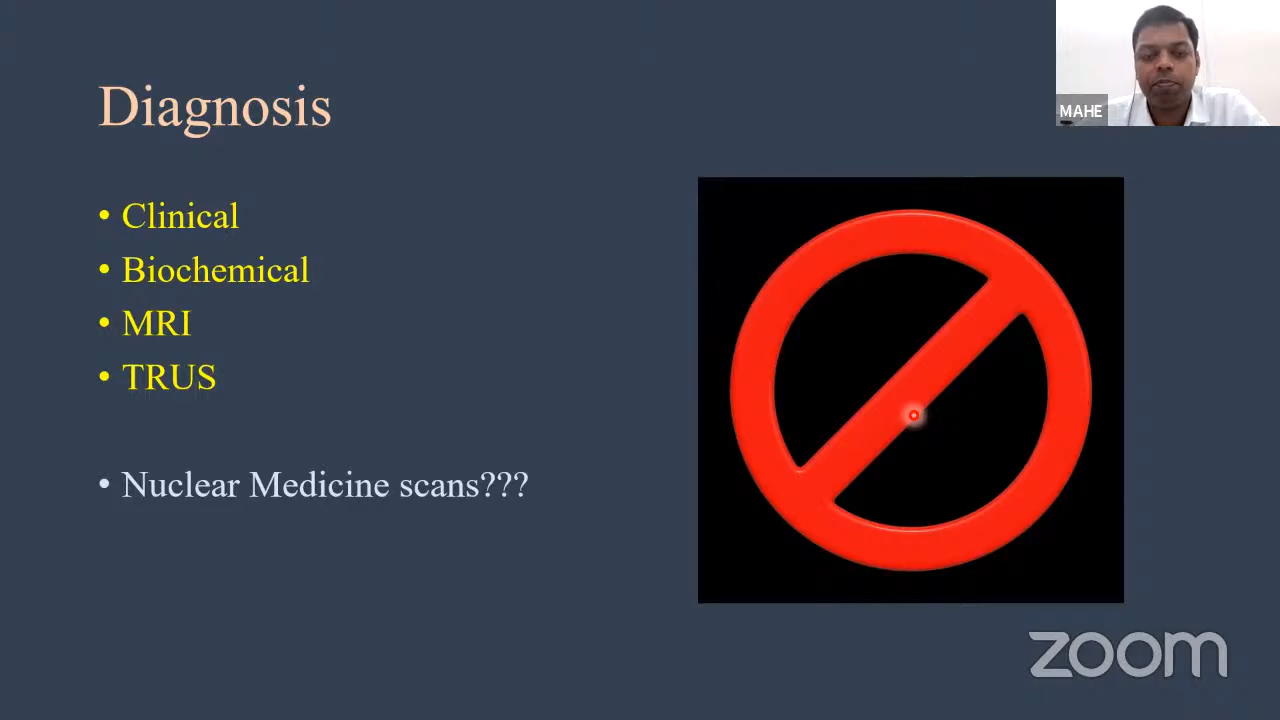 MAHE
Diagnosis
• Clinical
• Biochemical
• MRI
• TRUS
• Nuclear Medicine scans???
zoom